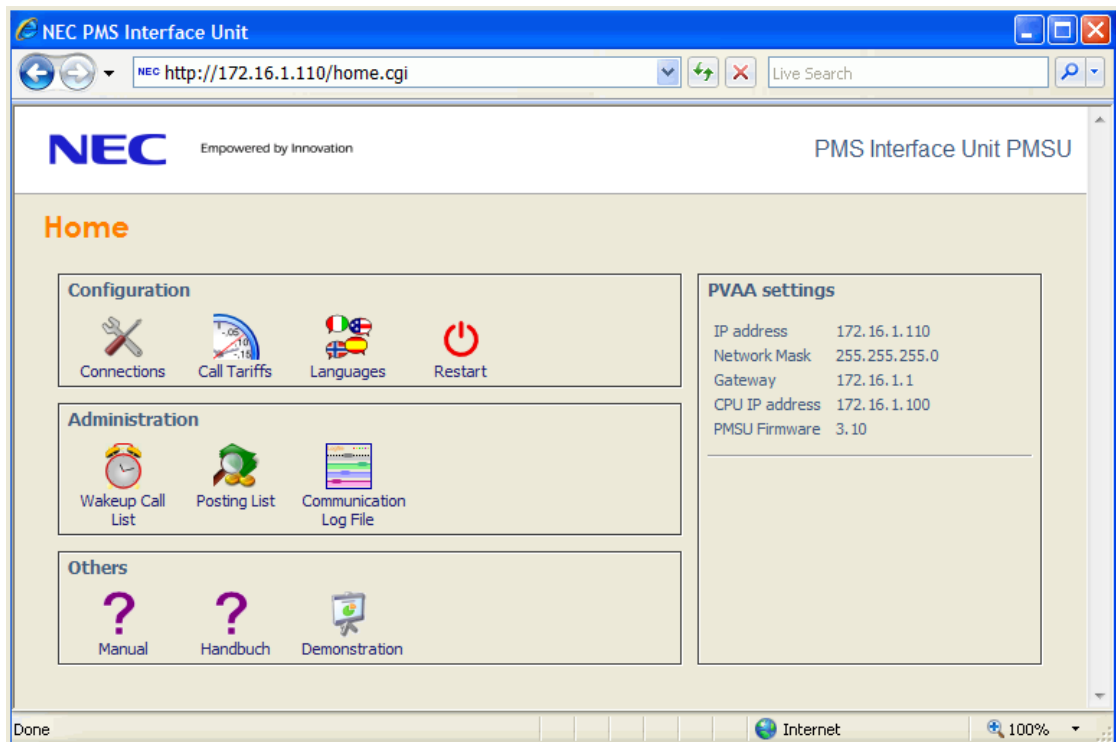 NEC PMS Interface Unit
NEC http://172.16.1.110/home.cgi
Live Search
NEC Empowered by Innovation
PMS Interface Unit PMSU
Home
Configuration
Connections
Call Tariffs
Languages
Restart
Administration
Wakeup Call
List
Posting List
Communication
Log File
Others
Manual
Handbuch
Demonstration
PVAA settings
IP address 172.16.1.110
Network Mask 255.255.255.0
Gateway 172.16.1.1
CPU IP address 172.16.1.100
PMSU Firmware 3.10
Done
Internet
100%